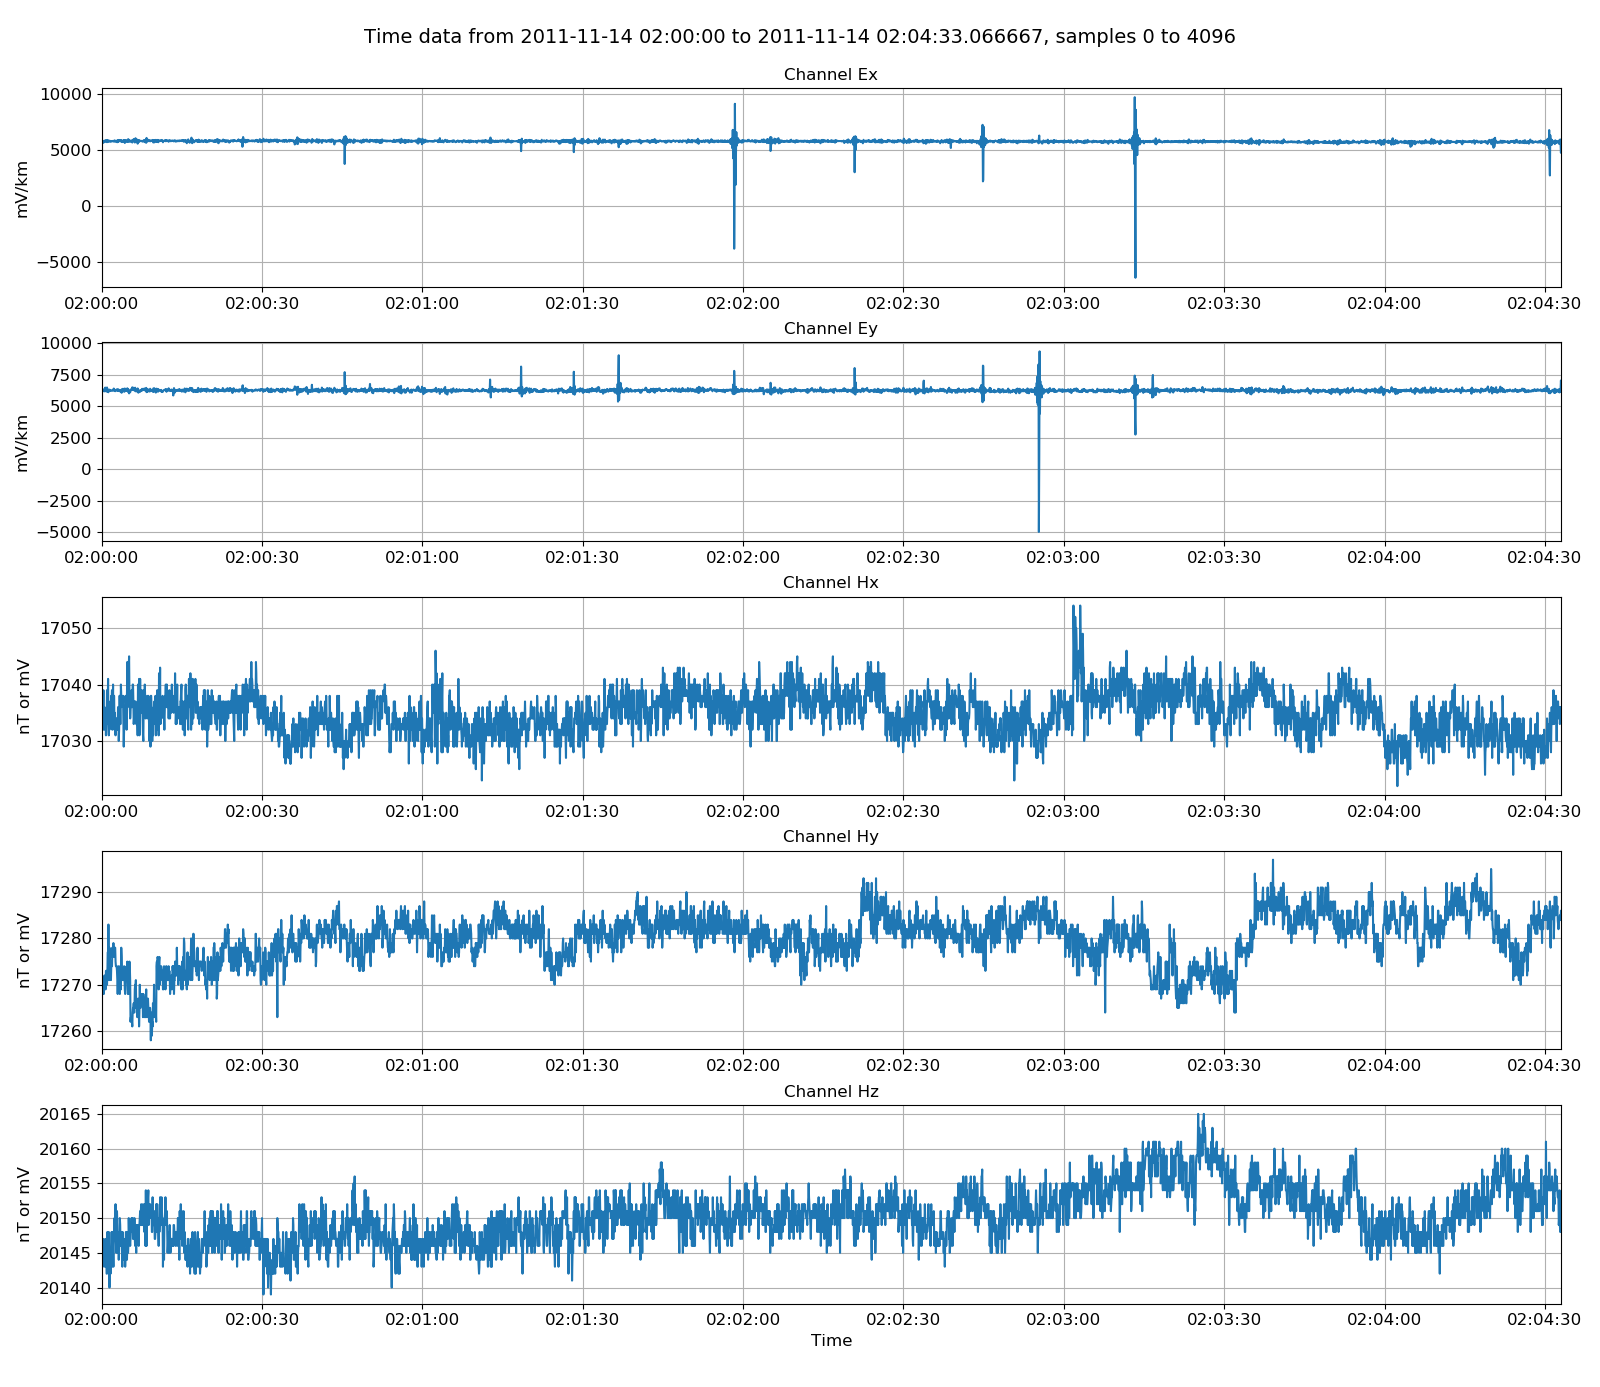 Time data from 2011-11-14 02:00:00 to 2011-11-14 02:04:33.066667, samples 0 to 4096
Channel Ex
mV/km
10000
5000
0
−5000
02:00:00 02:00:30 02:01:00 02:01:30 02:02:00 02:02:30 02:03:00 02:03:30 02:04:00 02:04:30
Channel Ey
mV/km
10000
7500
5000
2500
0
−2500
−5000
02:00:00 02:00:30 02:01:00 02:01:30 02:02:00 02:02:30 02:03:00 02:03:30 02:04:00 02:04:30
Channel Hx
nT or mV
17050
17040
17030
02:00:00 02:00:30 02:01:00 02:01:30 02:02:00 02:02:30 02:03:00 02:03:30 02:04:00 02:04:30
Channel Hy
nT or mV
17290
17280
17270
17260
02:00:00 02:00:30 02:01:00 02:01:30 02:02:00 02:02:30 02:03:00 02:03:30 02:04:00 02:04:30
Channel Hz
nT or mV
20165
20160
20155
20150
20145
20140
02:00:00 02:00:30 02:01:00 02:01:30 02:02:00 02:02:30 02:03:00 02:03:30 02:04:00 02:04:30
Time